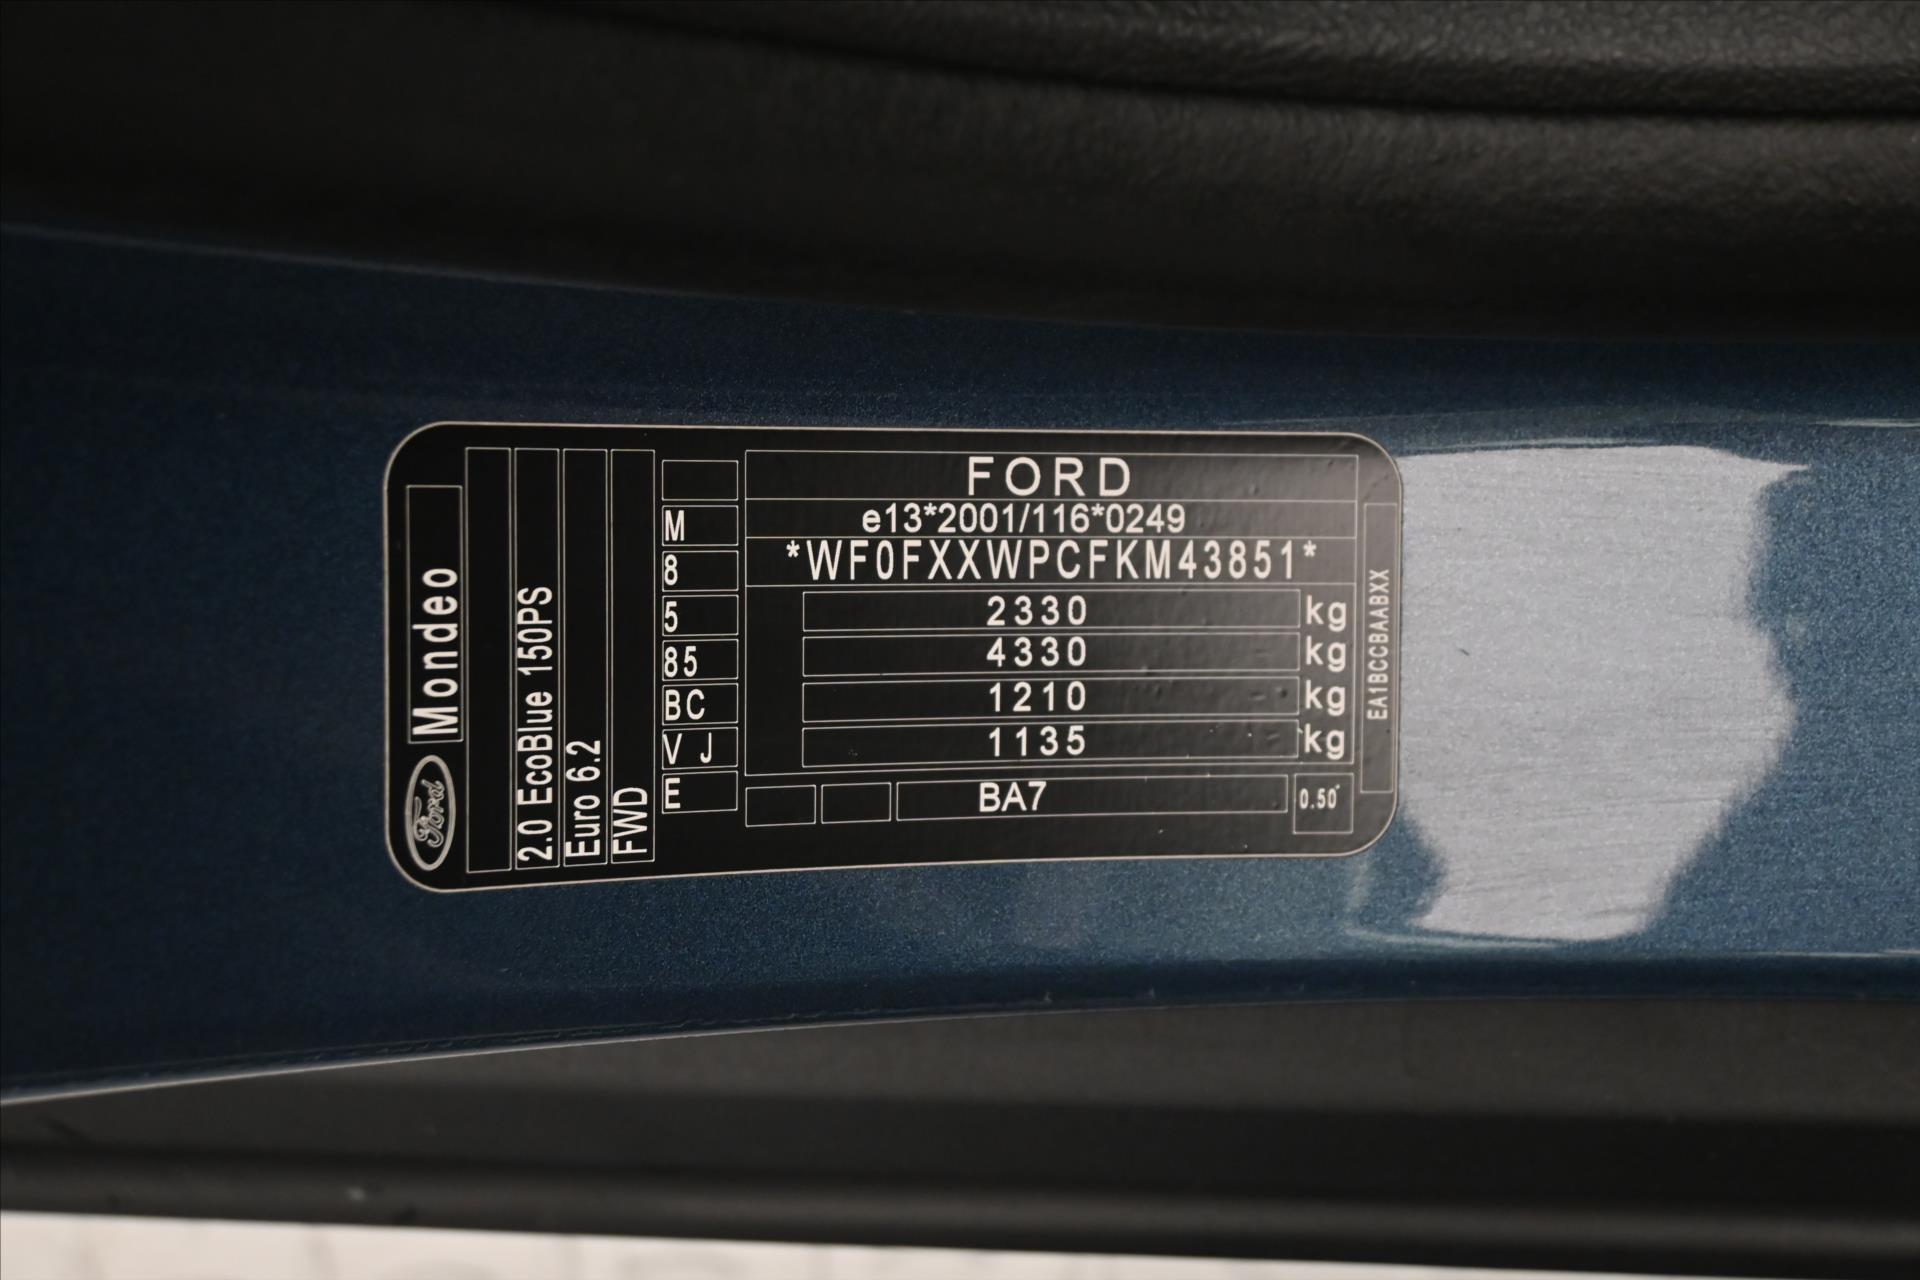 FORD
e13*2001/116*0249
*WF0FXXWPCFKM43851*
2330 kg
4330 kg
1210 kg
1135 kg
BA7
0.50
EA1BCCBAABXX
M
8
5
85
BC
V J
E
Ford
Mondeo
2.0 EcoBlue 150PS
Euro 6.2
FWD